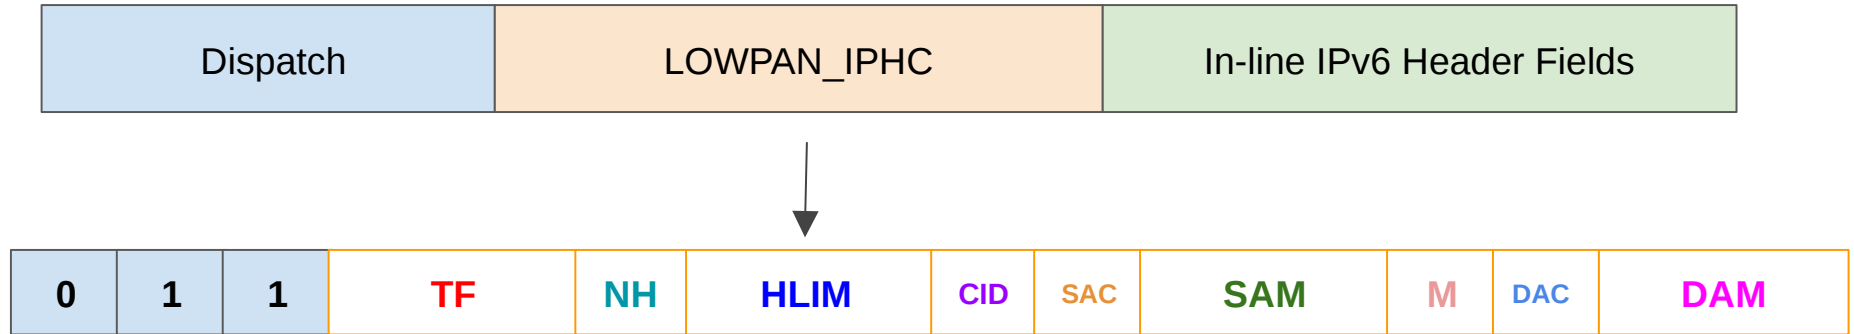 Dispatch LOWPAN_IPHC In-line IPv6 Header Fields
0 1 1 TF NH HLIM CID SAC SAM M DAC DAM